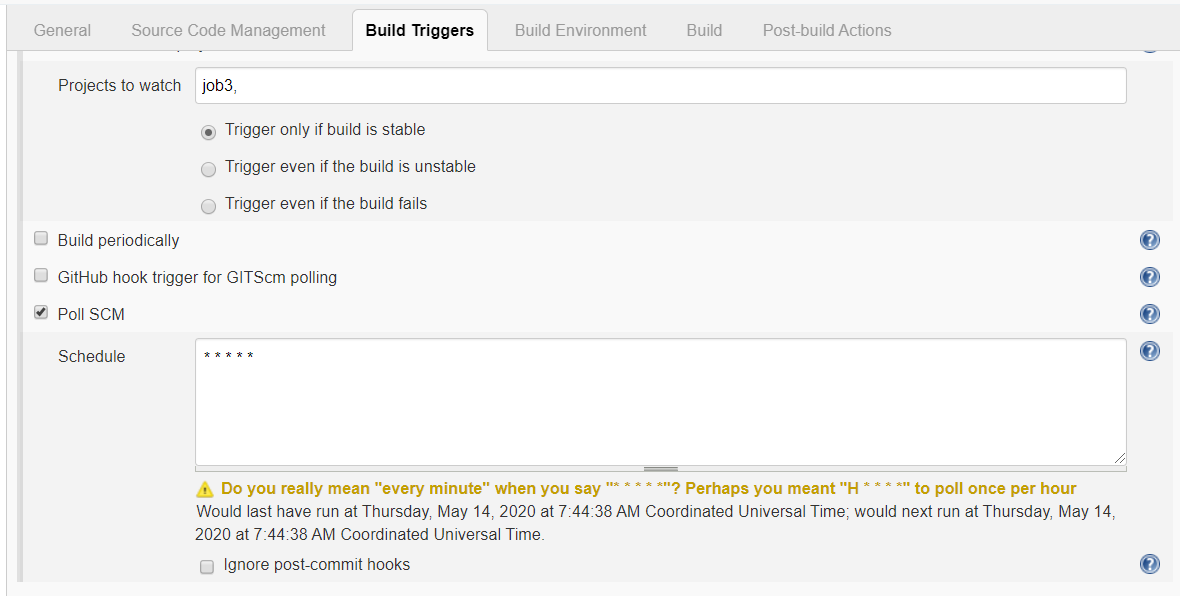 General Source Code Management Build Triggers Build Environment Build Post-build Actions
Projects to watch job3,
Trigger only if build is stable
Trigger even if the build is unstable
Trigger even if the build fails
Build periodically
GitHub hook trigger for GITScm polling
Poll SCM
Schedule * * * * *
Do you really mean "every minute" when you say "* * * * *"? Perhaps you meant "H * * * *" to poll once per hour
Would last have run at Thursday, May 14, 2020 at 7:44:38 AM Coordinated Universal Time; would next run at Thursday, May 14,
2020 at 7:44:38 AM Coordinated Universal Time.
Ignore post-commit hooks